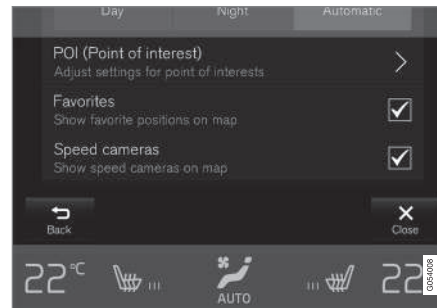 Day Night Automatic
POI (Point of interest)
Adjust settings for point of interests
Favorites
Show favorite positions on map
Speed cameras
Show speed cameras on map
Back Close
22°C AUTO 22
G054008